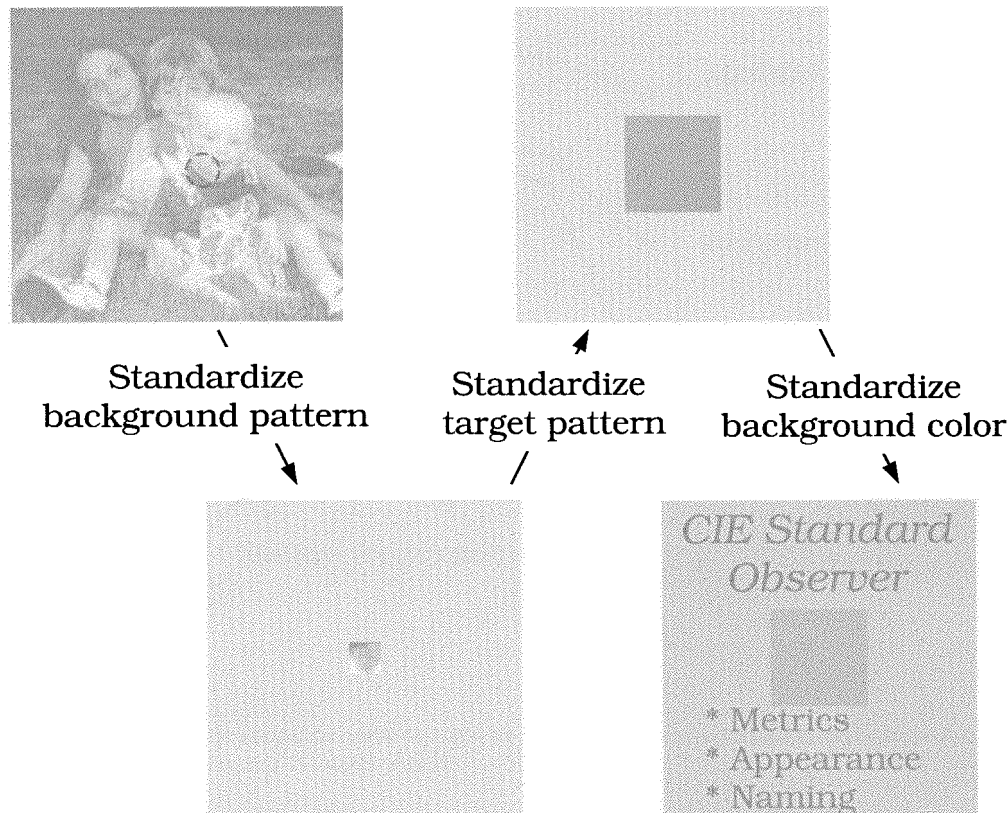 Standardize
background pattern
Standardize
target pattern
Standardize
background color
CIE Standard
Observer
* Metrics
* Appearance
* Naming